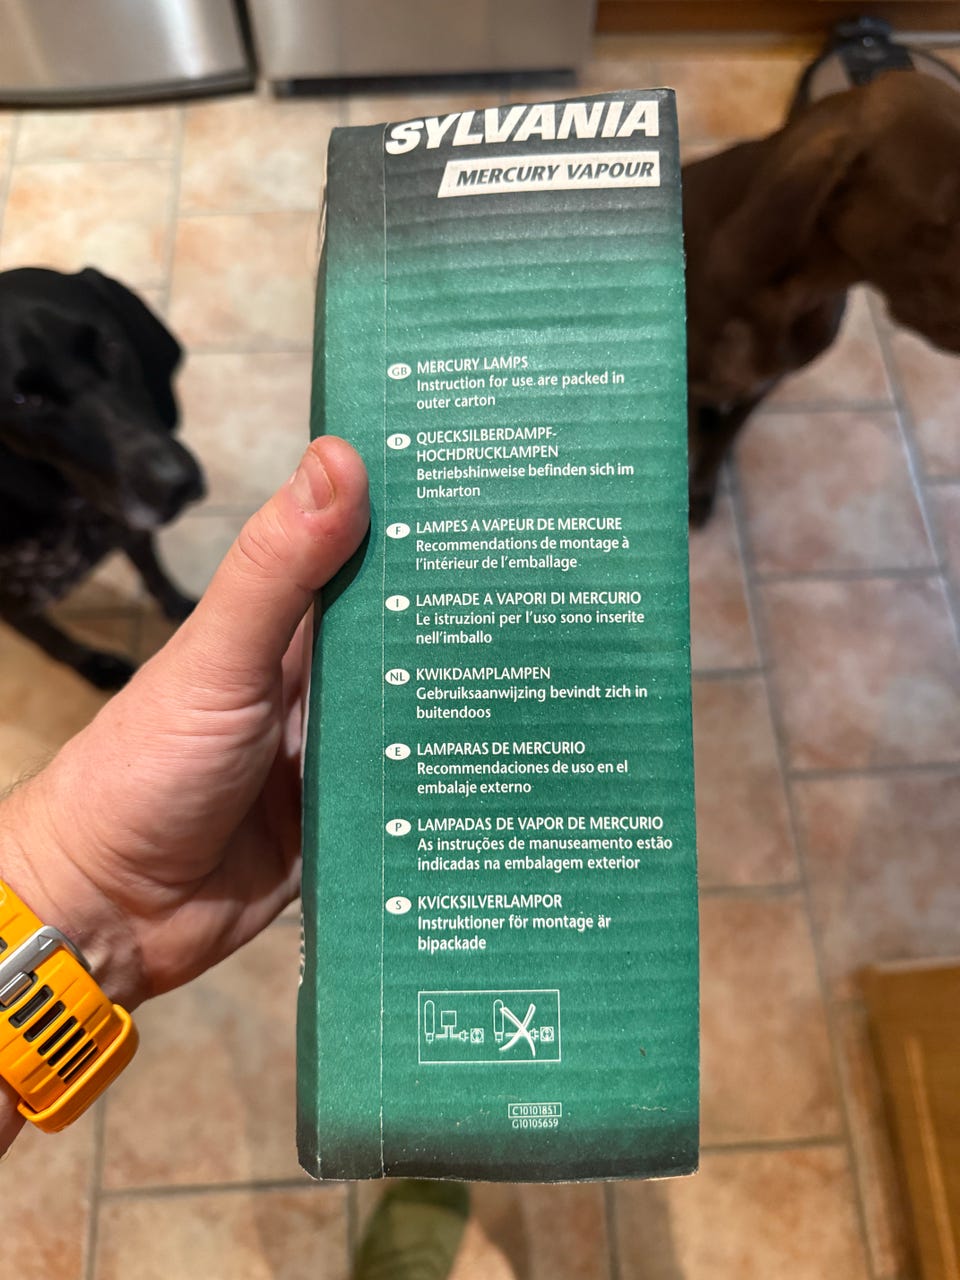 SYLVANIA
MERCURY VAPOUR
GB MERCURY LAMPS
Instruction for use are packed in
outer carton
D QUECKSILBERDAMPF-
HOCHDRUCKLAMPEN
Betriebshinweise befinden sich im
Umkarton
F LAMPES A VAPEUR DE MERCURE
Recommendations de montage à
l'intérieur de l'emballage
I LAMPADE A VAPORI DI MERCURIO
Le istruzioni per l'uso sono inserite
nell'imballo
NL KWIKDAMPLAMPEN
Gebruiksaanwijzing bevindt zich in
buitendoos
E LAMPARAS DE MERCURIO
Recommendaciones de uso en el
embalaje externo
P LAMPADAS DE VAPOR DE MERCURIO
As instruções de manuseamento estão
indicadas na embalagem exterior
S KVICKSILVERLAMPOR
Instruktioner för montage är
bipackade
C10101851
G10105659